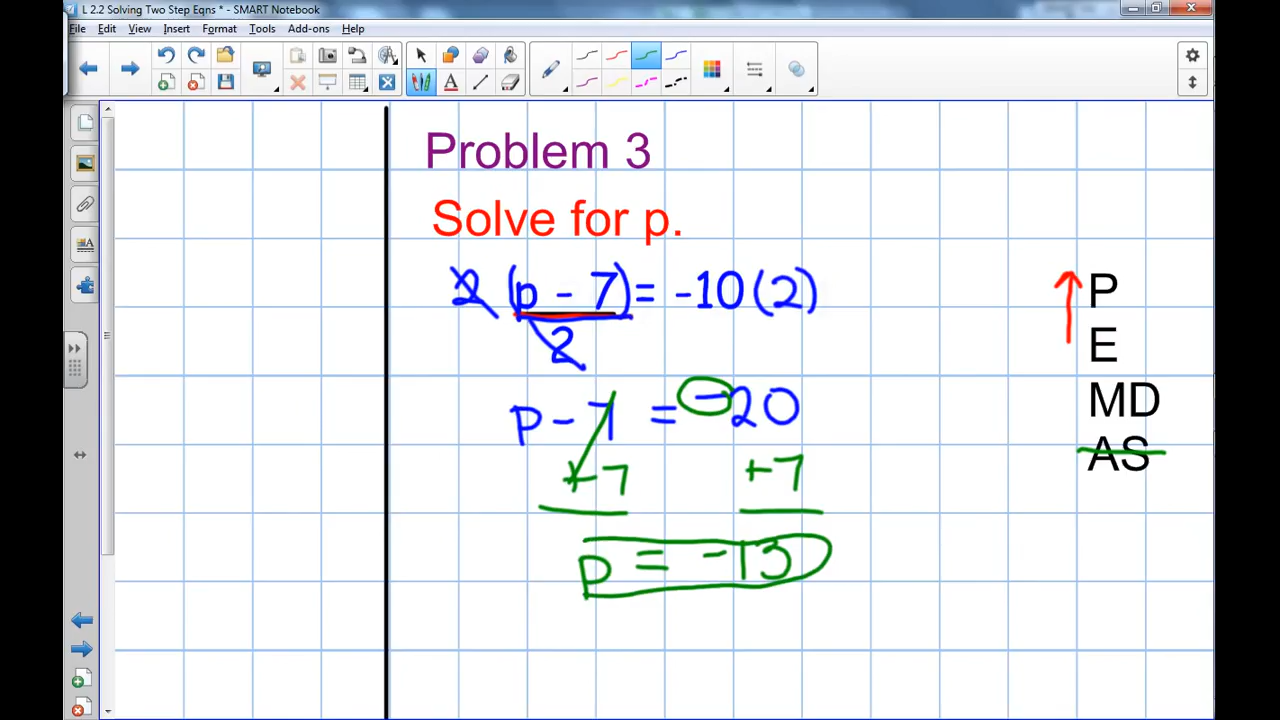 L 2.2 Solving Two Step Eqns * - SMART Notebook
File Edit View Insert Format Tools Add-ons Help
Problem 3
Solve for p.
2 (p - 7) = -10(2)
2
p - 7 = -20
+7 +7
p = -13
P
E
MD
AS